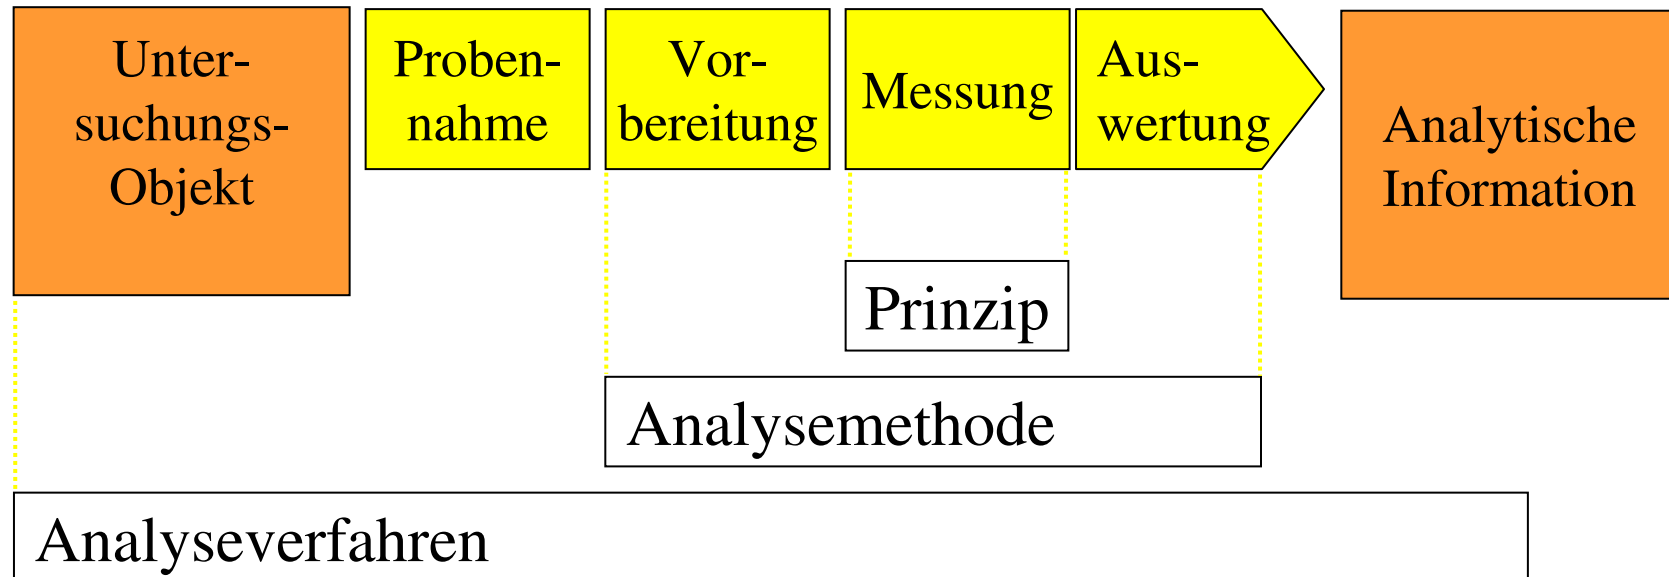 Unter-
suchungs-
Objekt
Proben-
nahme
Vor-
bereitung
Messung
Aus-
wertung
Analytische
Information
Prinzip
Analysemethode
Analyseverfahren